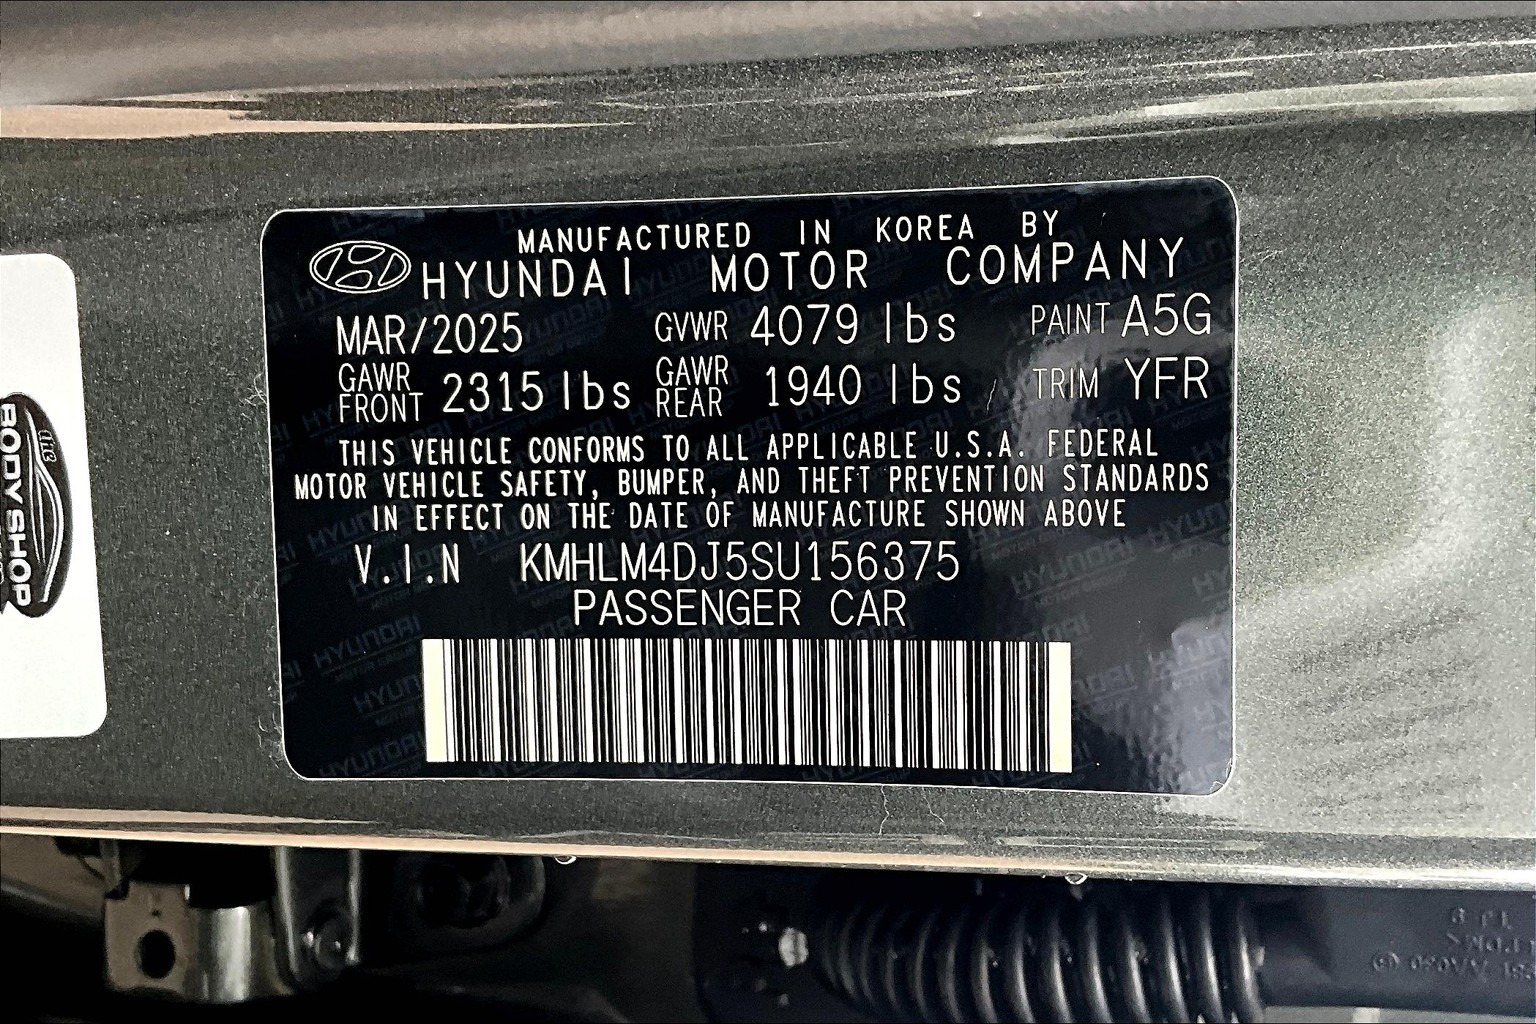 MANUFACTURED IN KOREA BY
HYUNDAI MOTOR COMPANY
MAR/2025 GVWR 4079 lbs PAINT A5G
GAWR FRONT 2315 lbs GAWR REAR 1940 lbs TRIM YFR
THIS VEHICLE CONFORMS TO ALL APPLICABLE U.S.A. FEDERAL
MOTOR VEHICLE SAFETY, BUMPER, AND THEFT PREVENTION STANDARDS
IN EFFECT ON THE DATE OF MANUFACTURE SHOWN ABOVE
V.I.N KMHLM4DJ5SU156375
PASSENGER CAR
THE
BODY SHOP